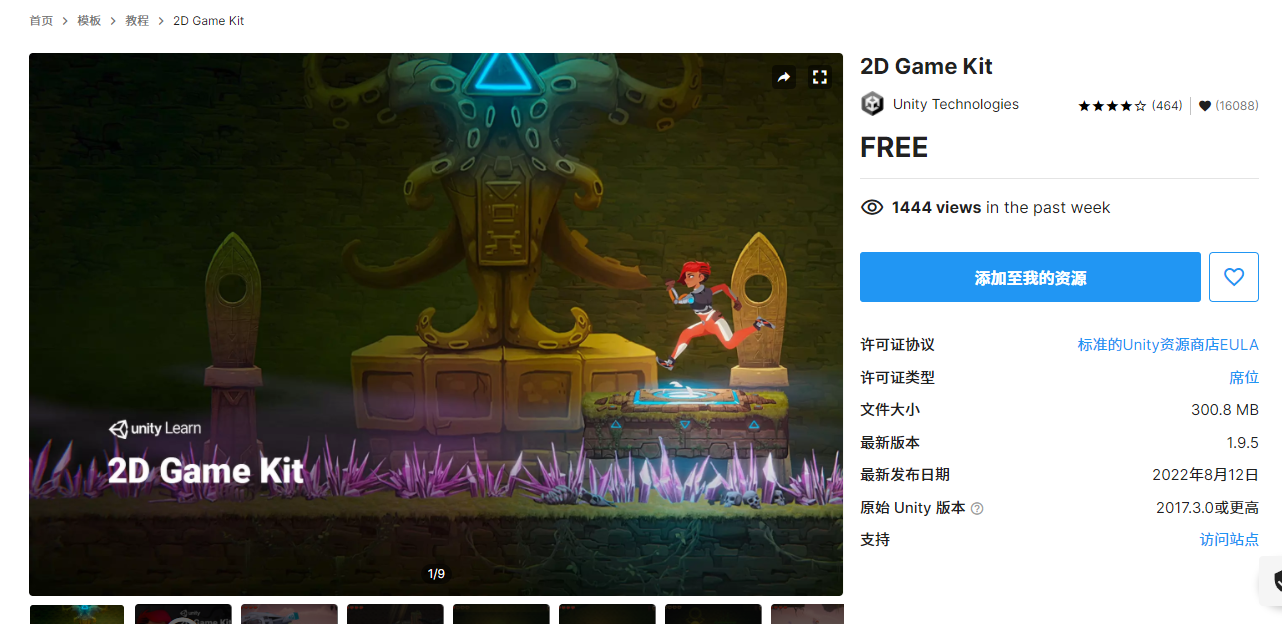 首页 > 模板 > 教程 > 2D Game Kit
unity Learn
2D Game Kit
1/9
2D Game Kit
Unity Technologies
★★★★☆ (464) | ♥ (16088)
FREE
1444 views in the past week
添加至我的资源
许可证协议 标准的Unity资源商店EULA
许可证类型 席位
文件大小 300.8 MB
最新版本 1.9.5
最新发布日期 2022年8月12日
原始 Unity 版本 2017.3.0或更高
支持 访问站点